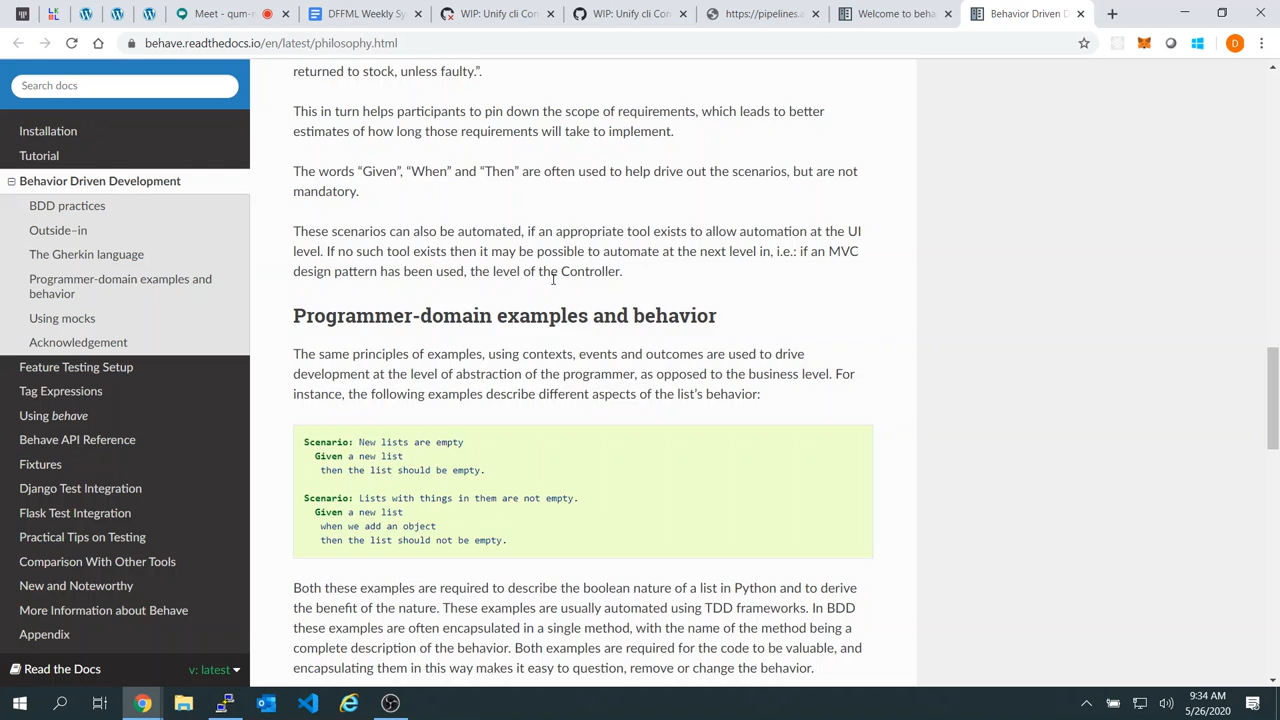 Meet - qum-r
DFFML Weekly Sy
WIP: Unify cli Con
WIP: Unify cli Con
https://pipelines.a
Welcome to beha
Behavior Driven D
behave.readthedocs.io/en/latest/philosophy.html
D
Search docs
Installation
Tutorial
Behavior Driven Development
BDD practices
Outside–in
The Gherkin language
Programmer-domain examples and
behavior
Using mocks
Acknowledgement
Feature Testing Setup
Tag Expressions
Using behave
Behave API Reference
Fixtures
Django Test Integration
Flask Test Integration
Practical Tips on Testing
Comparison With Other Tools
New and Noteworthy
More Information about Behave
Appendix
Read the Docs
v: latest
returned to stock, unless faulty.”.
This in turn helps participants to pin down the scope of requirements, which leads to better
estimates of how long those requirements will take to implement.
The words “Given”, “When” and “Then” are often used to help drive out the scenarios, but are not
mandatory.
These scenarios can also be automated, if an appropriate tool exists to allow automation at the UI
level. If no such tool exists then it may be possible to automate at the next level in, i.e.: if an MVC
design pattern has been used, the level of the Controller.
Programmer-domain examples and behavior
The same principles of examples, using contexts, events and outcomes are used to drive
development at the level of abstraction of the programmer, as opposed to the business level. For
instance, the following examples describe different aspects of the list’s behavior:
Scenario: New lists are empty
Given a new list
then the list should be empty.
Scenario: Lists with things in them are not empty.
Given a new list
when we add an object
then the list should not be empty.
Both these examples are required to describe the boolean nature of a list in Python and to derive
the benefit of the nature. These examples are usually automated using TDD frameworks. In BDD
these examples are often encapsulated in a single method, with the name of the method being a
complete description of the behavior. Both examples are required for the code to be valuable, and
encapsulating them in this way makes it easy to question, remove or change the behavior.
9:34 AM
5/26/2020